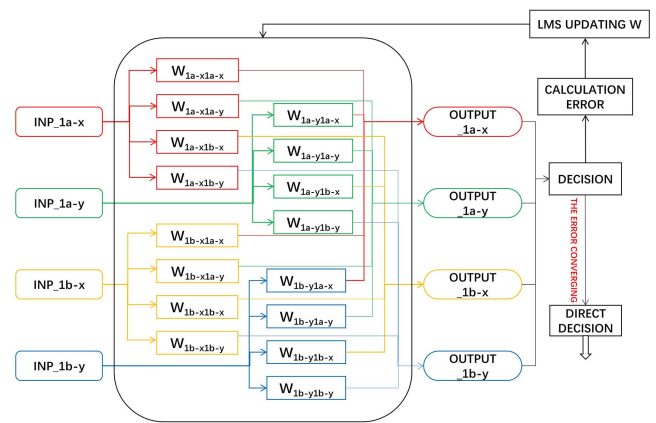 LMS UPDATING W
W1a-x1a-x
CALCULATION
ERROR
W1a-x1a-y
INP_1a-x
W1a-y1a-x
OUTPUT
_1a-x
W1a-x1b-x
W1a-y1a-y
W1a-x1b-y
DECISION
W1a-y1b-x
INP_1a-y
OUTPUT
_1a-y
W1a-y1b-y
W1b-x1a-x
THE ERROR CONVERGING
W1b-x1a-y
INP_1b-x
W1b-y1a-x
OUTPUT
_1b-x
W1b-x1b-x
W1b-y1a-y
DIRECT
DECISION
W1b-x1b-y
W1b-y1b-x
INP_1b-y
OUTPUT
_1b-y
W1b-y1b-y